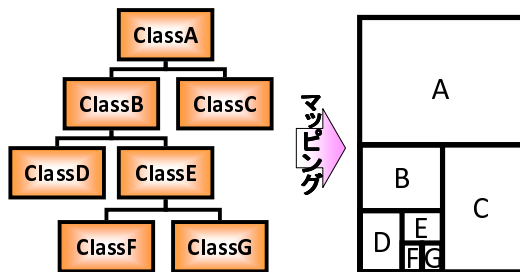 ClassA
ClassB
ClassC
ClassD
ClassE
ClassF
ClassG
マッピング
A
B
C
D
E
F
G